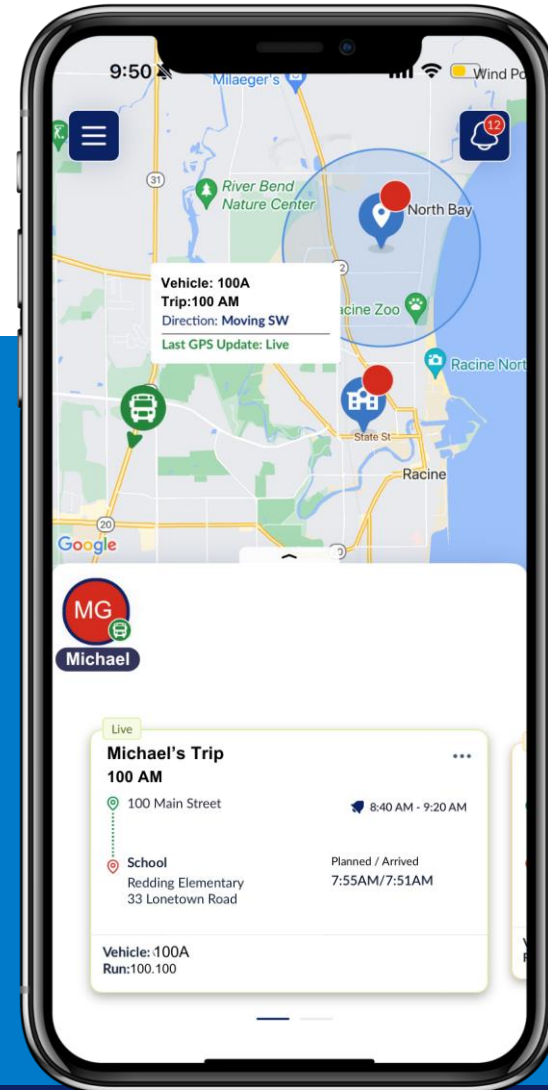 9:50
Milaeger's
Wind Po
12
31
River Bend
Nature Center
North Bay
Vehicle: 100A
Trip:100 AM
Direction: Moving SW
Last GPS Update: Live
acine Zoo
Racine Nort
State St
Racine
20
Google
MG
Michael
Live
Michael's Trip
100 AM
100 Main Street
8:40 AM - 9:20 AM
School
Planned / Arrived
Redding Elementary
7:55AM/7:51AM
33 Lonetown Road
Vehicle: 100A
Run:100.100